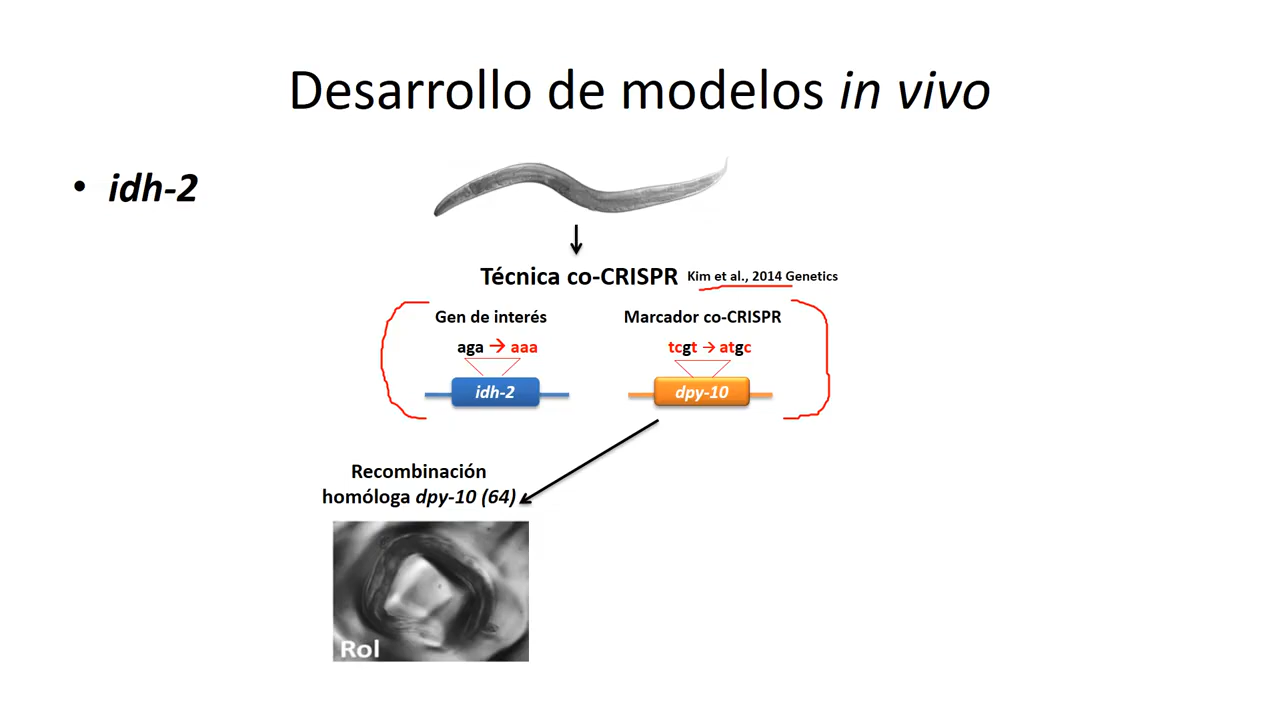 Desarrollo de modelos in vivo
• idh-2
Técnica co-CRISPR Kim et al., 2014 Genetics
Gen de interés
Marcador co-CRISPR
aga → aaa
tcgt → atgc
idh-2
dpy-10
Recombinación
homóloga dpy-10 (64)
Rol